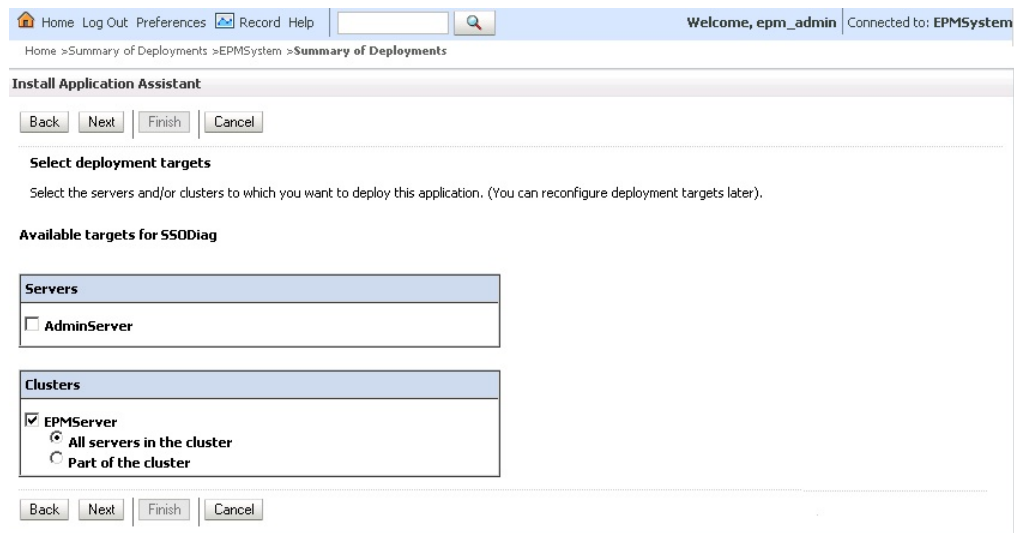 Home Log Out Preferences Record Help Welcome, epm_admin Connected to: EPMSystem
Home >Summary of Deployments >EPMSystem >Summary of Deployments
Install Application Assistant
Back Next Finish Cancel
Select deployment targets
Select the servers and/or clusters to which you want to deploy this application. (You can reconfigure deployment targets later).
Available targets for SSODiag
Servers
AdminServer
Clusters
EPMServer
All servers in the cluster
Part of the cluster
Back Next Finish Cancel